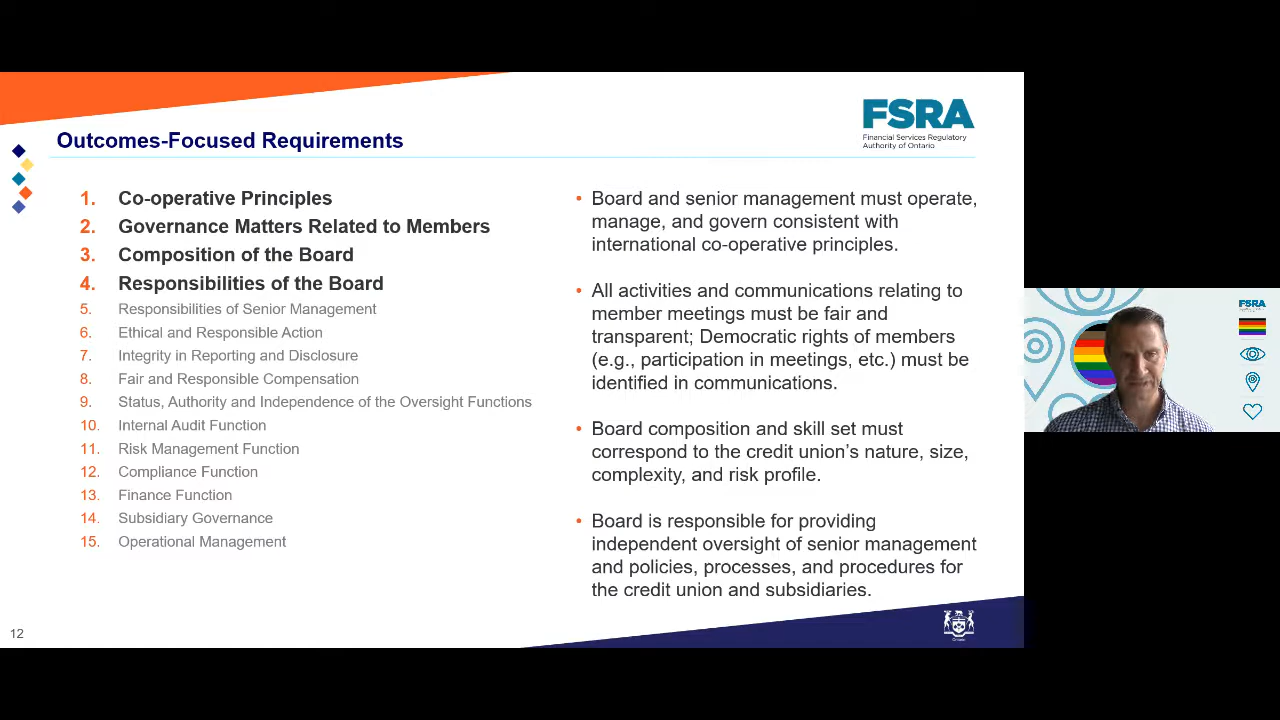 FSRA
Financial Services Regulatory
Authority of Ontario
Outcomes-Focused Requirements
1. Co-operative Principles
2. Governance Matters Related to Members
3. Composition of the Board
4. Responsibilities of the Board
5. Responsibilities of Senior Management
6. Ethical and Responsible Action
7. Integrity in Reporting and Disclosure
8. Fair and Responsible Compensation
9. Status, Authority and Independence of the Oversight Functions
10. Internal Audit Function
11. Risk Management Function
12. Compliance Function
13. Finance Function
14. Subsidiary Governance
15. Operational Management
• Board and senior management must operate,
manage, and govern consistent with
international co-operative principles.
• All activities and communications relating to
member meetings must be fair and
transparent; Democratic rights of members
(e.g., participation in meetings, etc.) must be
identified in communications.
• Board composition and skill set must
correspond to the credit union's nature, size,
complexity, and risk profile.
• Board is responsible for providing
independent oversight of senior management
and policies, processes, and procedures for
the credit union and subsidiaries.
12
Ontario
FSRA